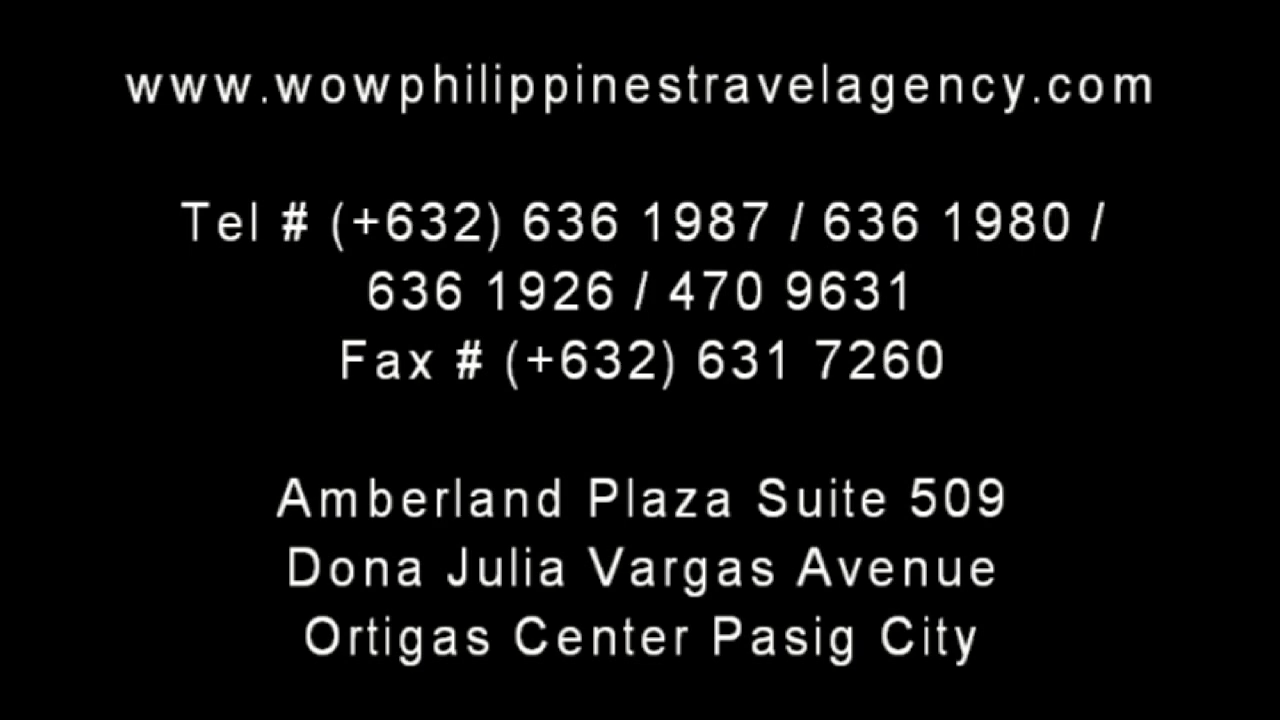 www.wowphilippinestravelagency.com
Tel # (+632) 636 1987 / 636 1980 /
636 1926 / 470 9631
Fax # (+632) 631 7260
Amberland Plaza Suite 509
Dona Julia Vargas Avenue
Ortigas Center Pasig City